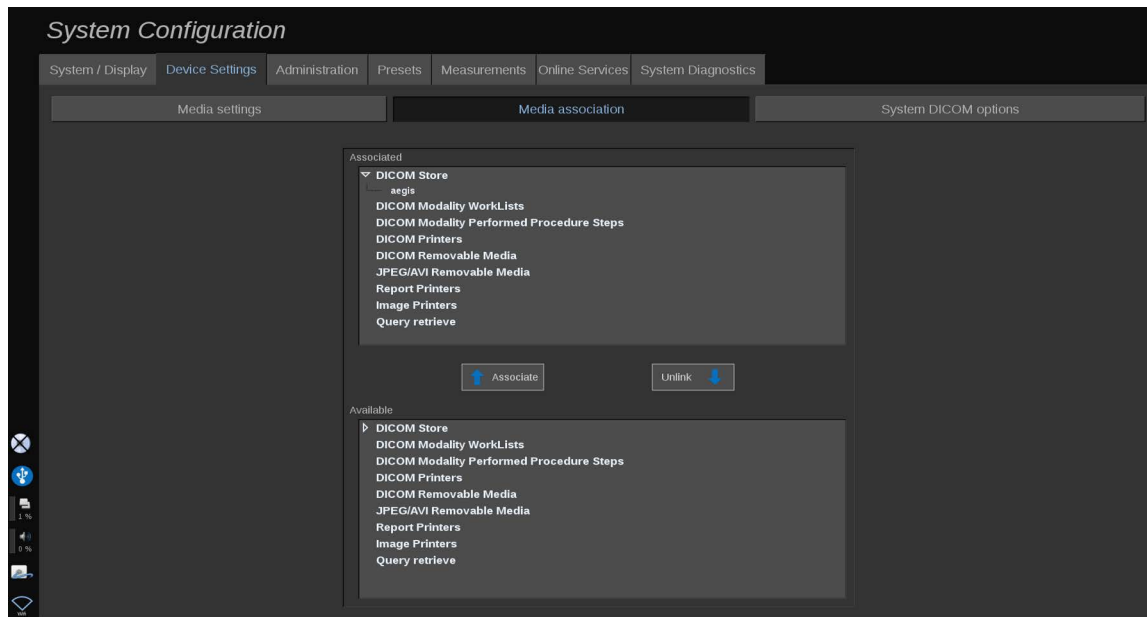 System Configuration
System / Display Device Settings Administration Presets Measurements Online Services System Diagnostics
Media settings Media association System DICOM options
Associated
DICOM Store
aegis
DICOM Modality WorkLists
DICOM Modality Performed Procedure Steps
DICOM Printers
DICOM Removable Media
JPEG/AVI Removable Media
Report Printers
Image Printers
Query retrieve
Associate Unlink
Available
DICOM Store
DICOM Modality WorkLists
DICOM Modality Performed Procedure Steps
DICOM Printers
DICOM Removable Media
JPEG/AVI Removable Media
Report Printers
Image Printers
Query retrieve
1 %
0 %